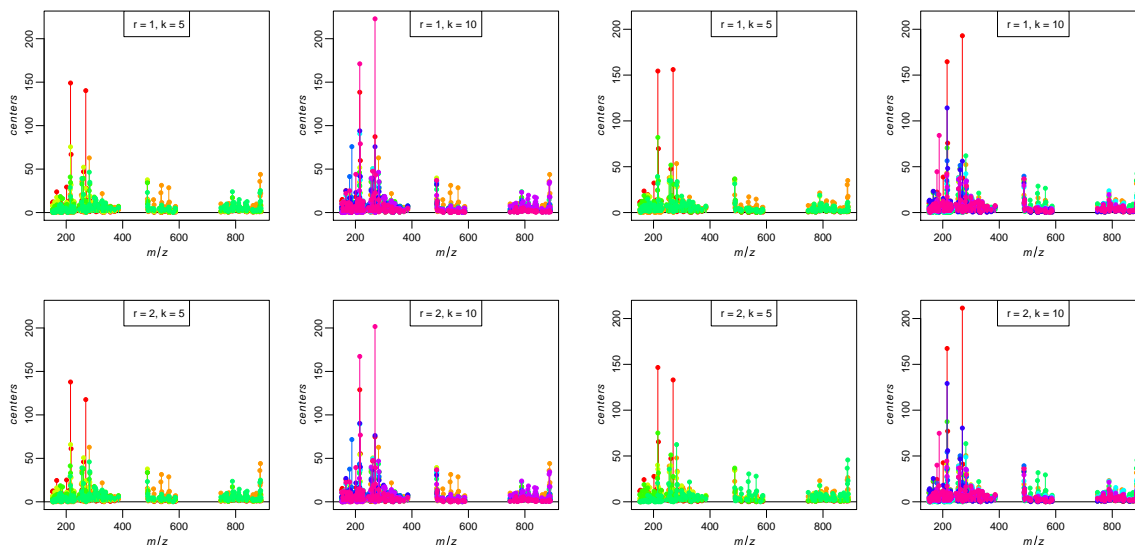 r = 1, k = 5
centers
0 50 100 150 200
200 400 600 800
m/z
r = 1, k = 10
centers
0 50 100 150 200
200 400 600 800
m/z
r = 1, k = 5
centers
0 50 100 150 200
200 400 600 800
m/z
r = 1, k = 10
centers
0 50 100 150 200
200 400 600 800
m/z
r = 2, k = 5
centers
0 50 100 150 200
200 400 600 800
m/z
r = 2, k = 10
centers
0 50 100 150 200
200 400 600 800
m/z
r = 2, k = 5
centers
0 50 100 150 200
200 400 600 800
m/z
r = 2, k = 10
centers
0 50 100 150 200
200 400 600 800
m/z